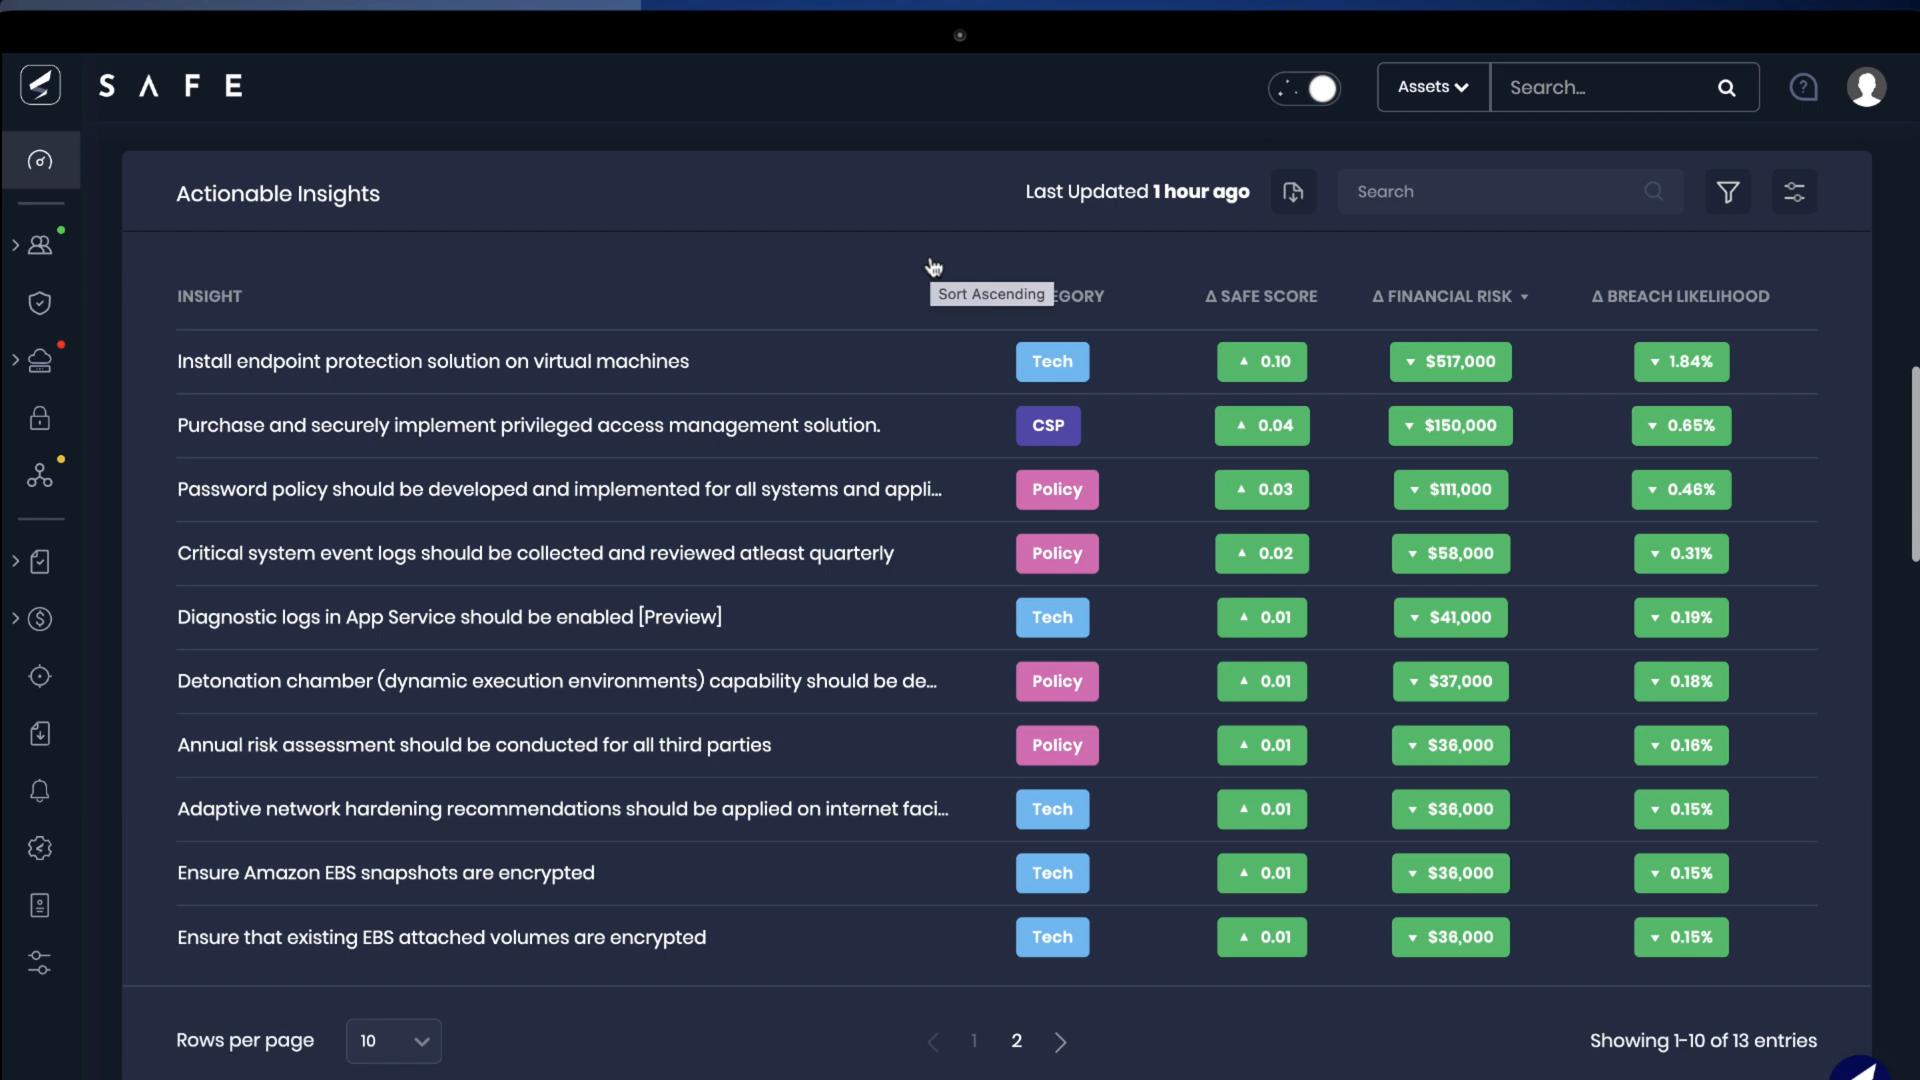 SAFE
Assets
Search...
Actionable Insights
Last Updated 1 hour ago
Search
Sort Ascending
INSIGHT
EGORY
Δ SAFE SCORE
Δ FINANCIAL RISK
Δ BREACH LIKELIHOOD
Install endpoint protection solution on virtual machines
Tech
0.10
$517,000
1.84%
Purchase and securely implement privileged access management solution.
CSP
0.04
$150,000
0.65%
Password policy should be developed and implemented for all systems and appli...
Policy
0.03
$111,000
0.46%
Critical system event logs should be collected and reviewed atleast quarterly
Policy
0.02
$58,000
0.31%
Diagnostic logs in App Service should be enabled [Preview]
Tech
0.01
$41,000
0.19%
Detonation chamber (dynamic execution environments) capability should be de...
Policy
0.01
$37,000
0.18%
Annual risk assessment should be conducted for all third parties
Policy
0.01
$36,000
0.16%
Adaptive network hardening recommendations should be applied on internet faci...
Tech
0.01
$36,000
0.15%
Ensure Amazon EBS snapshots are encrypted
Tech
0.01
$36,000
0.15%
Ensure that existing EBS attached volumes are encrypted
Tech
0.01
$36,000
0.15%
Rows per page
10
1
2
Showing 1-10 of 13 entries